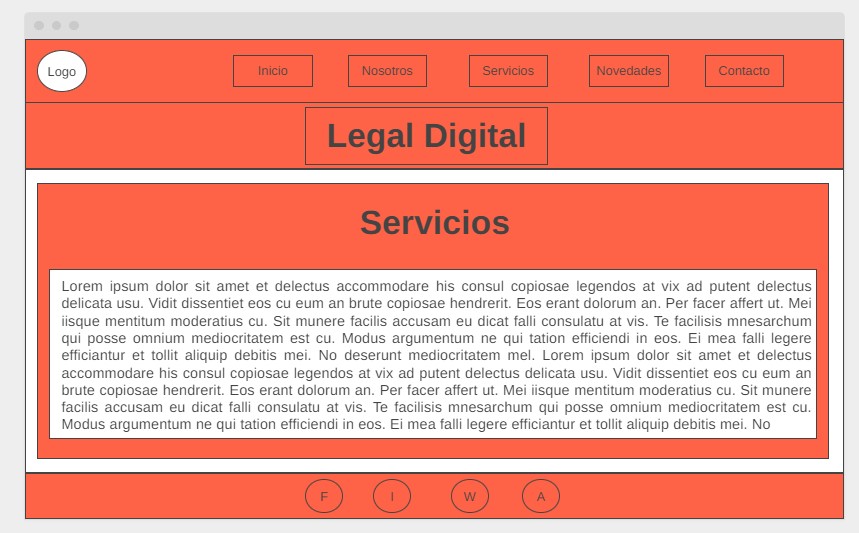 Logo Inicio Nosotros Servicios Novedades Contacto
Legal Digital
Servicios
Lorem ipsum dolor sit amet et delectus accommodare his consul copiosae legendos at vix ad putent delectus
delicata usu. Vidit dissentiet eos cu eum an brute copiosae hendrerit. Eos erant dolorum an. Per facer affert ut. Mei
iisque mentitum moderatius cu. Sit munere facilis accusam eu dicat falli consulatu at vis. Te facilisis mnesarchum
qui posse omnium mediocritatem est cu. Modus argumentum ne qui tation efficiendi in eos. Ei mea falli legere
efficiantur et tollit aliquip debitis mei. No deserunt mediocritatem mel. Lorem ipsum dolor sit amet et delectus
accommodare his consul copiosae legendos at vix ad putent delectus delicata usu. Vidit dissentiet eos cu eum an
brute copiosae hendrerit. Eos erant dolorum an. Per facer affert ut. Mei iisque mentitum moderatius cu. Sit munere
facilis accusam eu dicat falli consulatu at vis. Te facilisis mnesarchum qui posse omnium mediocritatem est cu.
Modus argumentum ne qui tation efficiendi in eos. Ei mea falli legere efficiantur et tollit aliquip debitis mei. No
F I W A